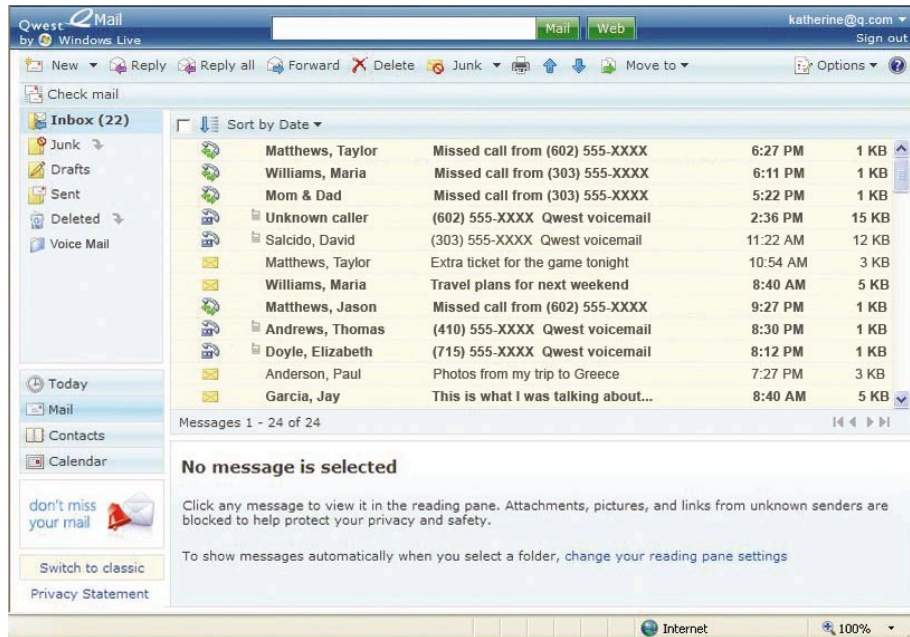 Qwest Q Mail
by Windows Live
Mail Web
katherine@q.com
Sign out
New Reply Reply all Forward Delete Junk Move to Options
Check mail
Inbox (22)
Junk
Drafts
Sent
Deleted
Voice Mail
Sort by Date
Matthews, Taylor Missed call from (602) 555-XXXX 6:27 PM 1 KB
Williams, Maria Missed call from (303) 555-XXXX 6:11 PM 1 KB
Mom & Dad Missed call from (303) 555-XXXX 5:22 PM 1 KB
Unknown caller (602) 555-XXXX Qwest voicemail 2:36 PM 15 KB
Salcido, David (303) 555-XXXX Qwest voicemail 11:22 AM 12 KB
Matthews, Taylor Extra ticket for the game tonight 10:54 AM 3 KB
Williams, Maria Travel plans for next weekend 8:40 AM 5 KB
Matthews, Jason Missed call from (602) 555-XXXX 9:27 PM 1 KB
Andrews, Thomas (410) 555-XXXX Qwest voicemail 8:30 PM 1 KB
Doyle, Elizabeth (715) 555-XXXX Qwest voicemail 8:12 PM 1 KB
Anderson, Paul Photos from my trip to Greece 7:27 PM 3 KB
Garcia, Jay This is what I was talking about... 8:40 AM 5 KB
Messages 1 - 24 of 24
Today
Mail
Contacts
Calendar
don't miss
your mail
Switch to classic
Privacy Statement
No message is selected
Click any message to view it in the reading pane. Attachments, pictures, and links from unknown senders are
blocked to help protect your privacy and safety.
To show messages automatically when you select a folder, change your reading pane settings
Internet 100%